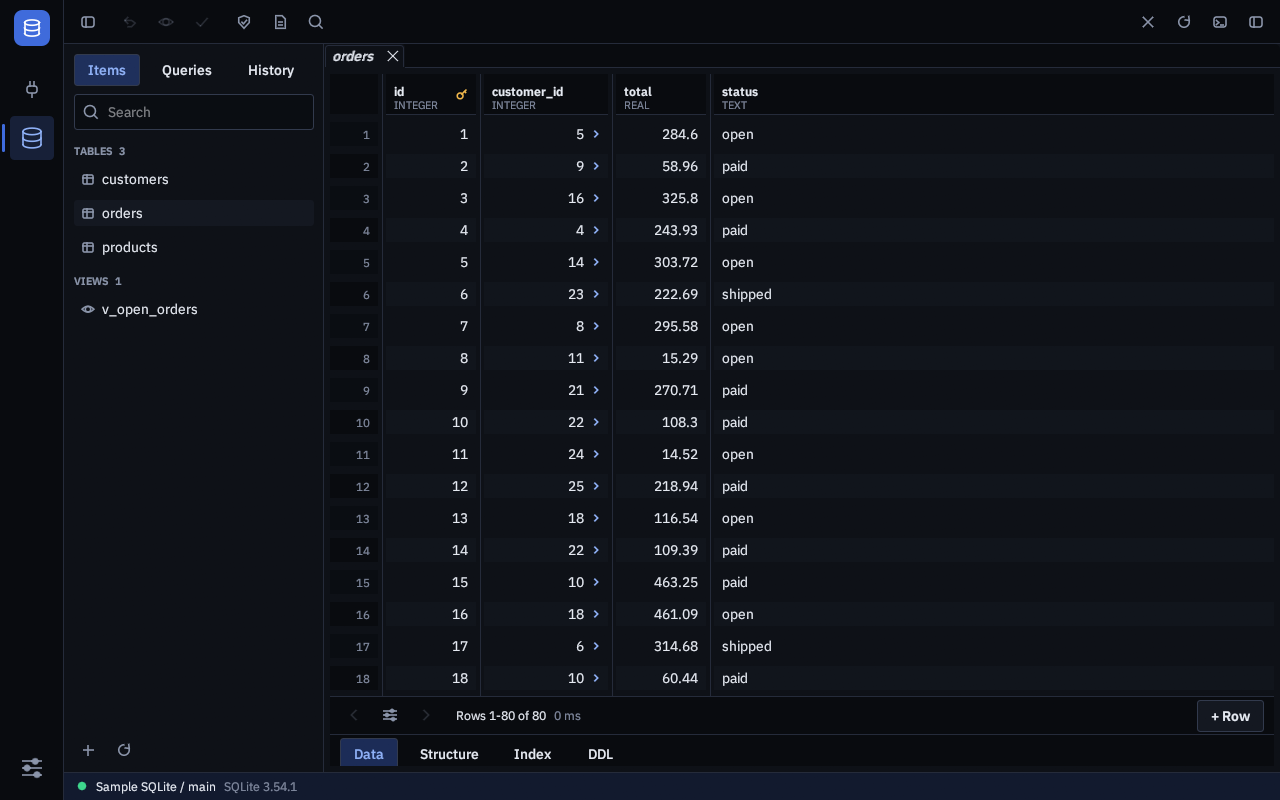 Items Queries History
Search
TABLES 3
customers
orders
products
VIEWS 1
v_open_orders
orders
id customer_id total status
INTEGER INTEGER REAL TEXT
1 1 5 284.6 open
2 2 9 58.96 paid
3 3 16 325.8 open
4 4 4 243.93 paid
5 5 14 303.72 open
6 6 23 222.69 shipped
7 7 8 295.58 open
8 8 11 15.29 open
9 9 21 270.71 paid
10 10 22 108.3 paid
11 11 24 14.52 open
12 12 25 218.94 paid
13 13 18 116.54 open
14 14 22 109.39 paid
15 15 10 463.25 paid
16 16 18 461.09 open
17 17 6 314.68 shipped
18 18 10 60.44 paid
Rows 1-80 of 80 0 ms + Row
Data Structure Index DDL
Sample SQLite / main SQLite 3.54.1